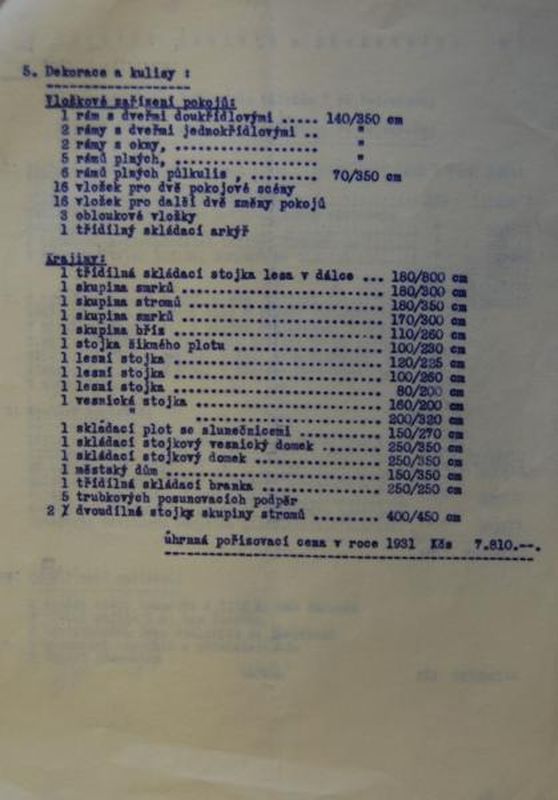 5. Dekorace a kulisy :
Vložkové zařízení pokojů:
1 rám s dveřmi doukřídlovými ..... 140/350 cm
2 rámy s dveřmi jednokřídlovými .. "
2 rámy s okny, .................. "
5 rámů plných, .................. "
6 rámů plných půlkulis , ......... 70/350 cm
16 vložek pro dvě pokojové scény
16 vložek pro další dvě změny pokojů
3 obloukové vložky
1 třídílný skládací arkýř
Krajiny:
1 třídílná skládací stojka lesa v dálce ... 180/800 cm
1 skupina smrků ........................... 180/300 cm
1 skupina stromů .......................... 180/350 cm
1 skupina smrků ........................... 170/300 cm
1 skupina bříz ............................ 110/260 cm
1 stojka šikmého plotu .................... 100/230 cm
1 lesní stojka ............................ 120/225 cm
1 lesní stojka ............................ 100/260 cm
1 lesní stojka ............................ 80/200 cm
1 vesnická stojka ......................... 160/200 cm
" ......................... 200/320 cm
1 skládací plot se slunečnicemi ........... 150/270 cm
1 skládací stojkový vesnický domek ........ 250/350 cm
1 skládací stojkový domek ................. 250/350 cm
1 městský dům ............................. 150/350 cm
1 třídílná skládací branka ................ 250/250 cm
5 trubkových posunovacích podpěr
2 dvoudílné stojky skupiny stromů ......... 400/450 cm
úhrnná pořizovací cena v roce 1931 Kčs 7.810.--.